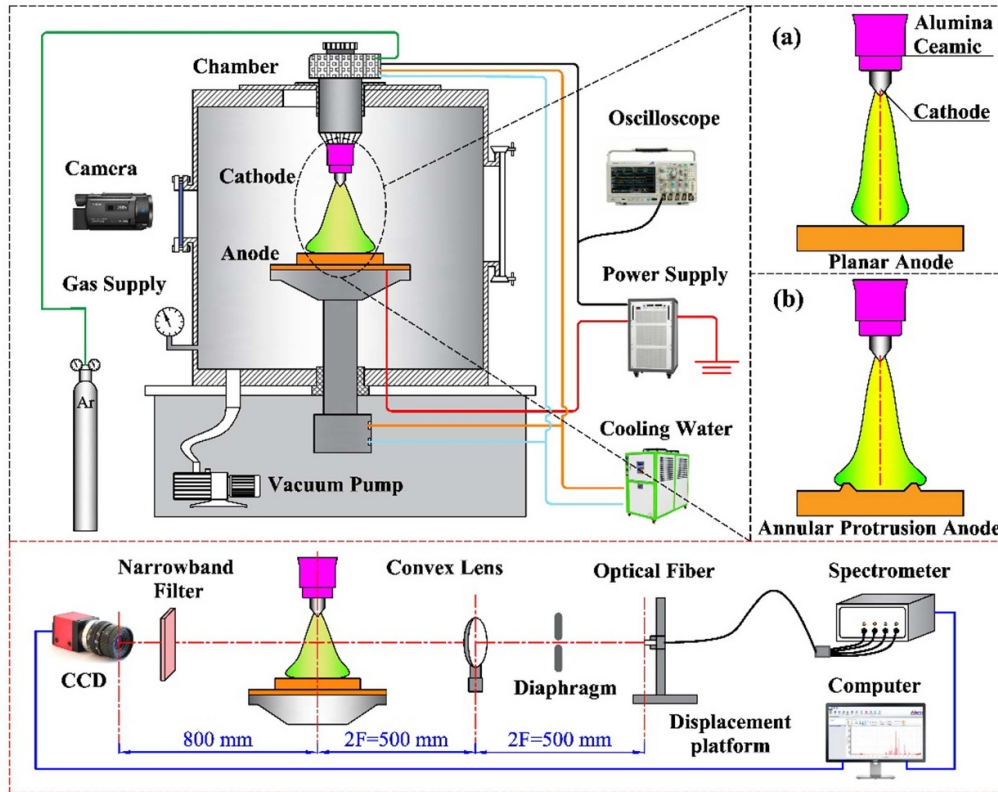 Chamber
Camera
Cathode
Anode
Gas Supply
Ar
Vacuum Pump
Oscilloscope
Power Supply
Cooling Water
(a)
Alumina
Ceamic
Cathode
Planar Anode
(b)
Annular Protrusion Anode
Narrowband
Filter
Convex Lens
Optical Fiber
Spectrometer
CCD
Diaphragm
Displacement
platform
Computer
800 mm
2F=500 mm
2F=500 mm